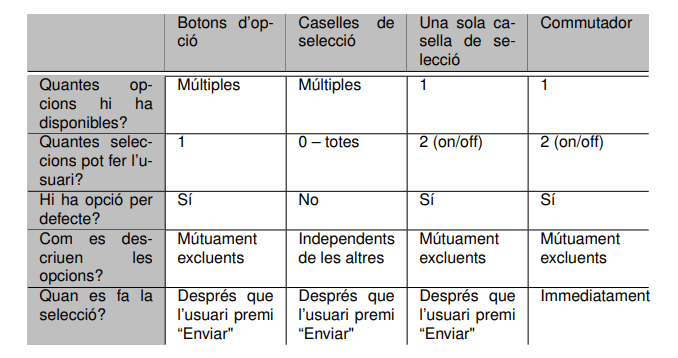 Botons d'op-
ció
Caselles de
selecció
Una sola ca-
sella de se-
lecció
Commutador
Quantes op-
cions hi ha
disponibles?
Múltiples
Múltiples
1
1
Quantes selec-
cions pot fer l'u-
suari?
1
0 – totes
2 (on/off)
2 (on/off)
Hi ha opció per
defecte?
Sí
No
Sí
Sí
Com es des-
criuen les
opcions?
Mútuament
excluents
Independents
de les altres
Mútuament
excluents
Mútuament
excluents
Quan es fa la
selecció?
Després que
l'usuari premi
“Enviar"
Després que
l'usuari premi
“Enviar"
Després que
l'usuari premi
“Enviar"
Immediatament